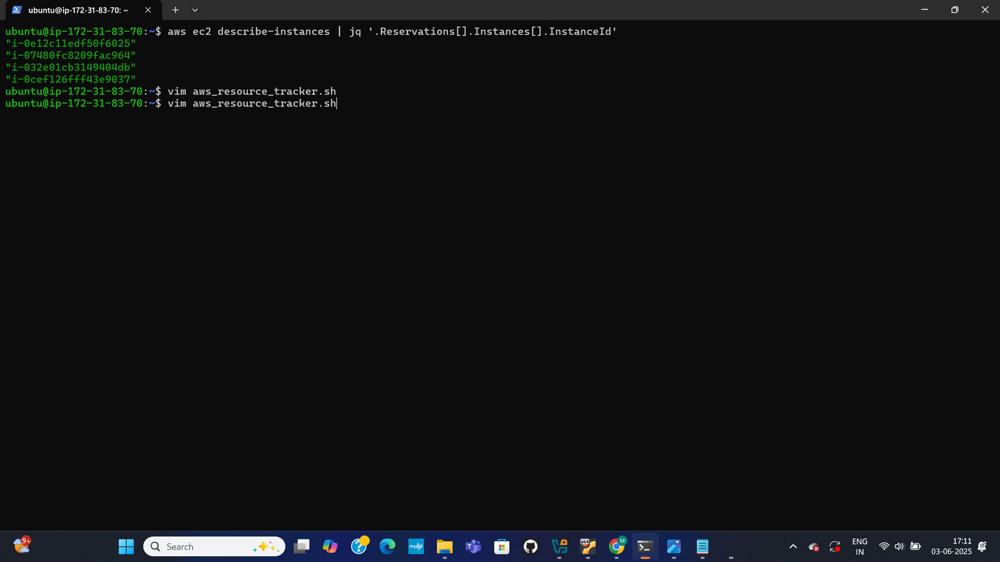 ubuntu@ip-172-31-83-70: ~
ubuntu@ip-172-31-83-70:~$ aws ec2 describe-instances | jq '.Reservations[].Instances[].InstanceId'
"i-0e12c11edf50f6025"
"i-07480fc8209fac964"
"i-032e01cb3149404db"
"i-0cef126fff43e9037"
ubuntu@ip-172-31-83-70:~$ vim aws_resource_tracker.sh
ubuntu@ip-172-31-83-70:~$ vim aws_resource_tracker.sh
9+
Search
myhp
T
X64
M
ENG
IN
17:11
03-06-2025